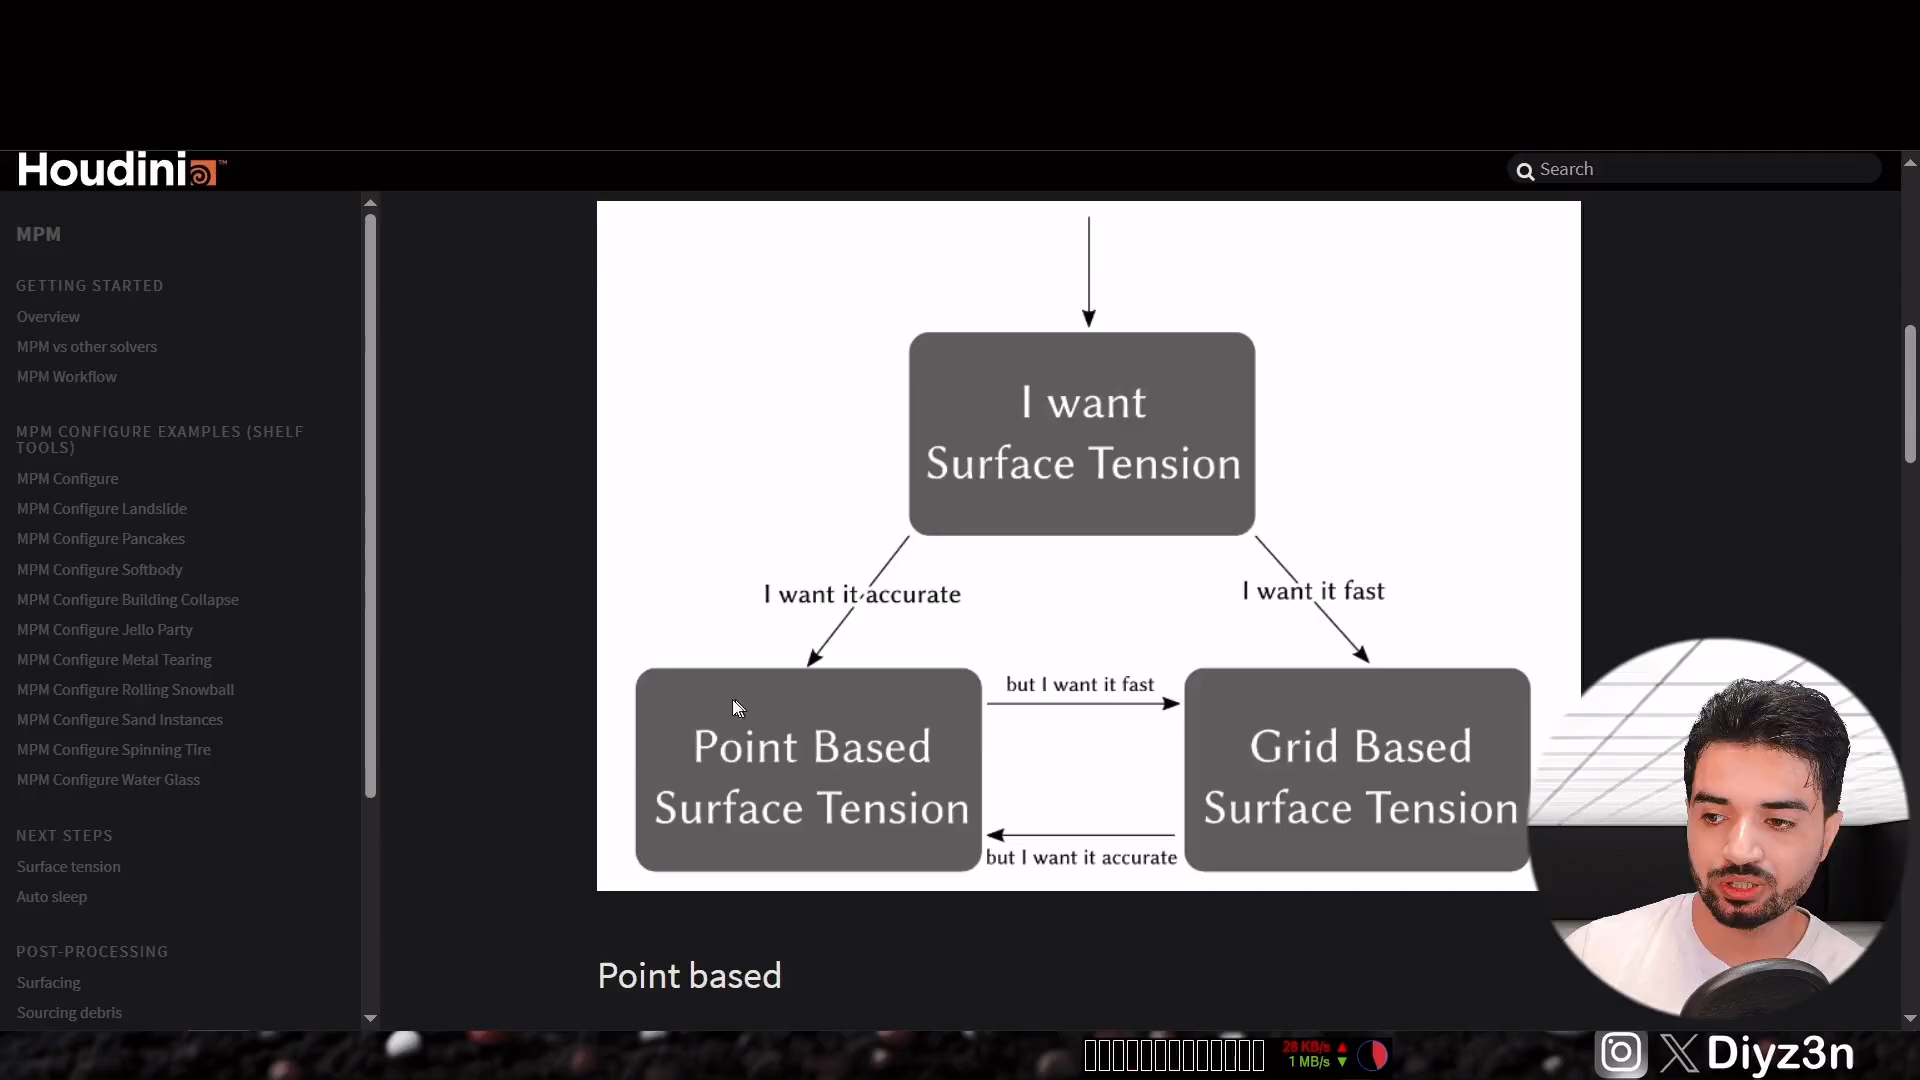 Houdini™
Search
MPM
GETTING STARTED
Overview
MPM vs other solvers
MPM Workflow
MPM CONFIGURE EXAMPLES (SHELF
TOOLS)
MPM Configure
MPM Configure Landslide
MPM Configure Pancakes
MPM Configure Softbody
MPM Configure Building Collapse
MPM Configure Jello Party
MPM Configure Metal Tearing
MPM Configure Rolling Snowball
MPM Configure Sand Instances
MPM Configure Spinning Tire
MPM Configure Water Glass
NEXT STEPS
Surface tension
Auto sleep
POST-PROCESSING
Surfacing
Sourcing debris
I want
Surface Tension
I want it accurate
I want it fast
Point Based
Surface Tension
but I want it fast
but I want it accurate
Grid Based
Surface Tension
Point based
26 KB/s
1 MB/s
Diyz3n